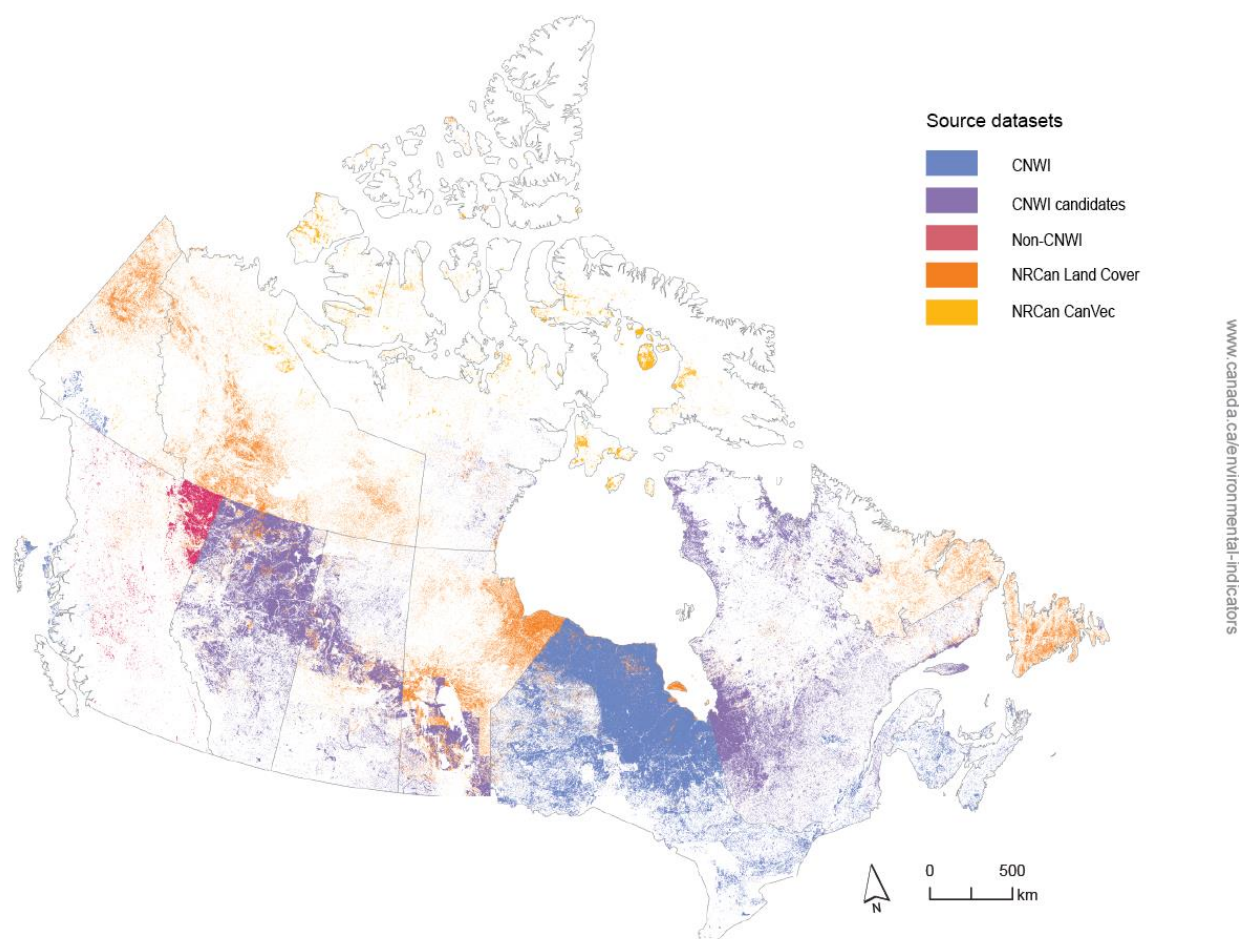 Source datasets
CNWI
CNWI candidates
Non-CNWI
NRCan Land Cover
NRCan CanVec
www.canada.ca/environmental-indicators
0 500
km
N